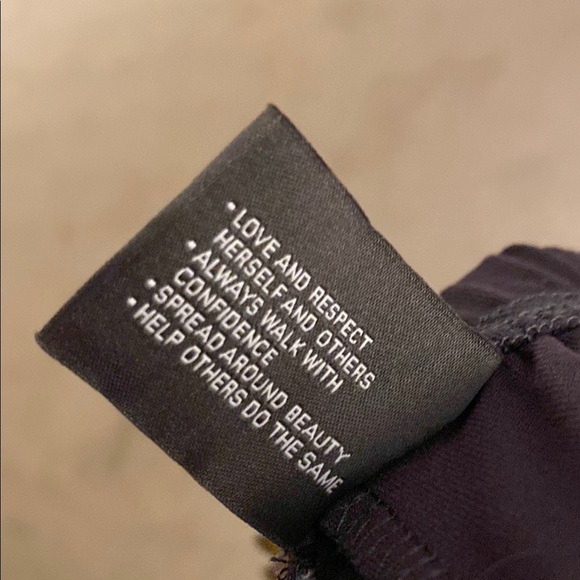 • LOVE AND RESPECT
HERSELF AND OTHERS
• ALWAYS WALK WITH
CONFIDENCE
• SPREAD AROUND BEAUTY
• HELP OTHERS DO THE SAME